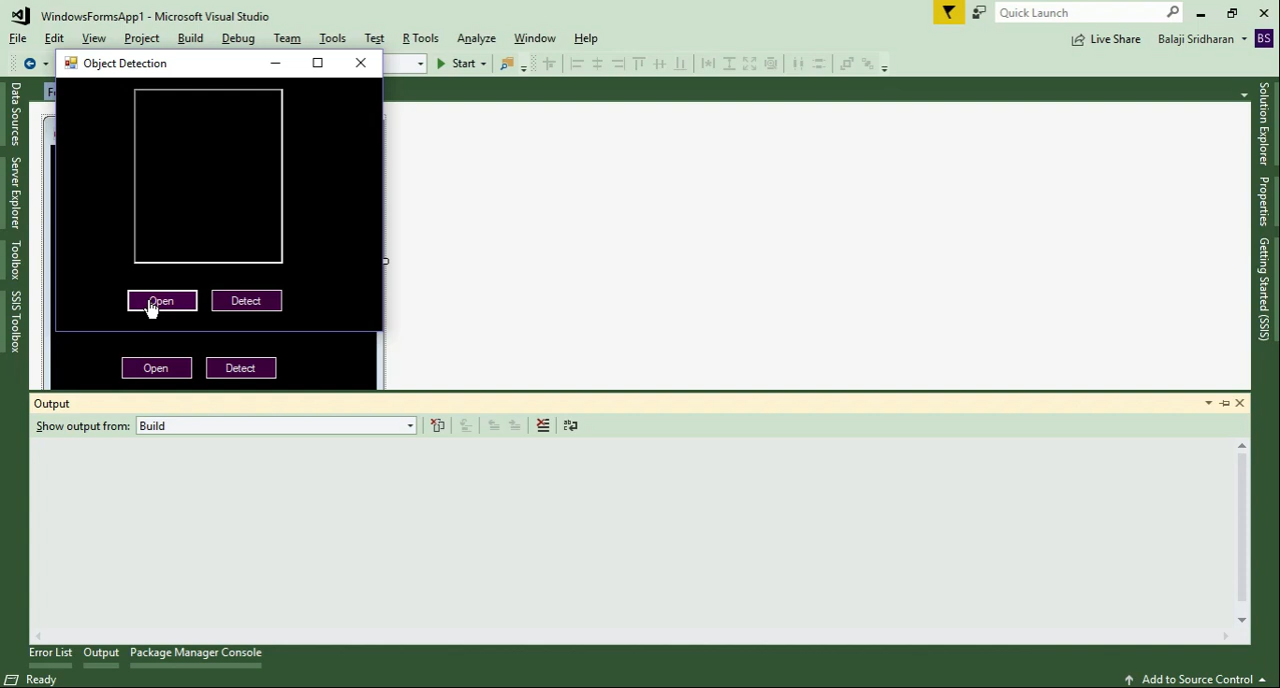 WindowsFormsApp1 - Microsoft Visual Studio
Quick Launch
File Edit View Project Build Debug Team Tools Test R Tools Analyze Window Help
Live Share
Balaji Sridharan
BS
Object Detection
Start
Open
Detect
Open
Detect
Data Sources
Server Explorer
Toolbox
SSIS Toolbox
Solution Explorer
Properties
Getting Started (SSIS)
Output
Show output from:
Build
Error List Output Package Manager Console
Ready
Add to Source Control